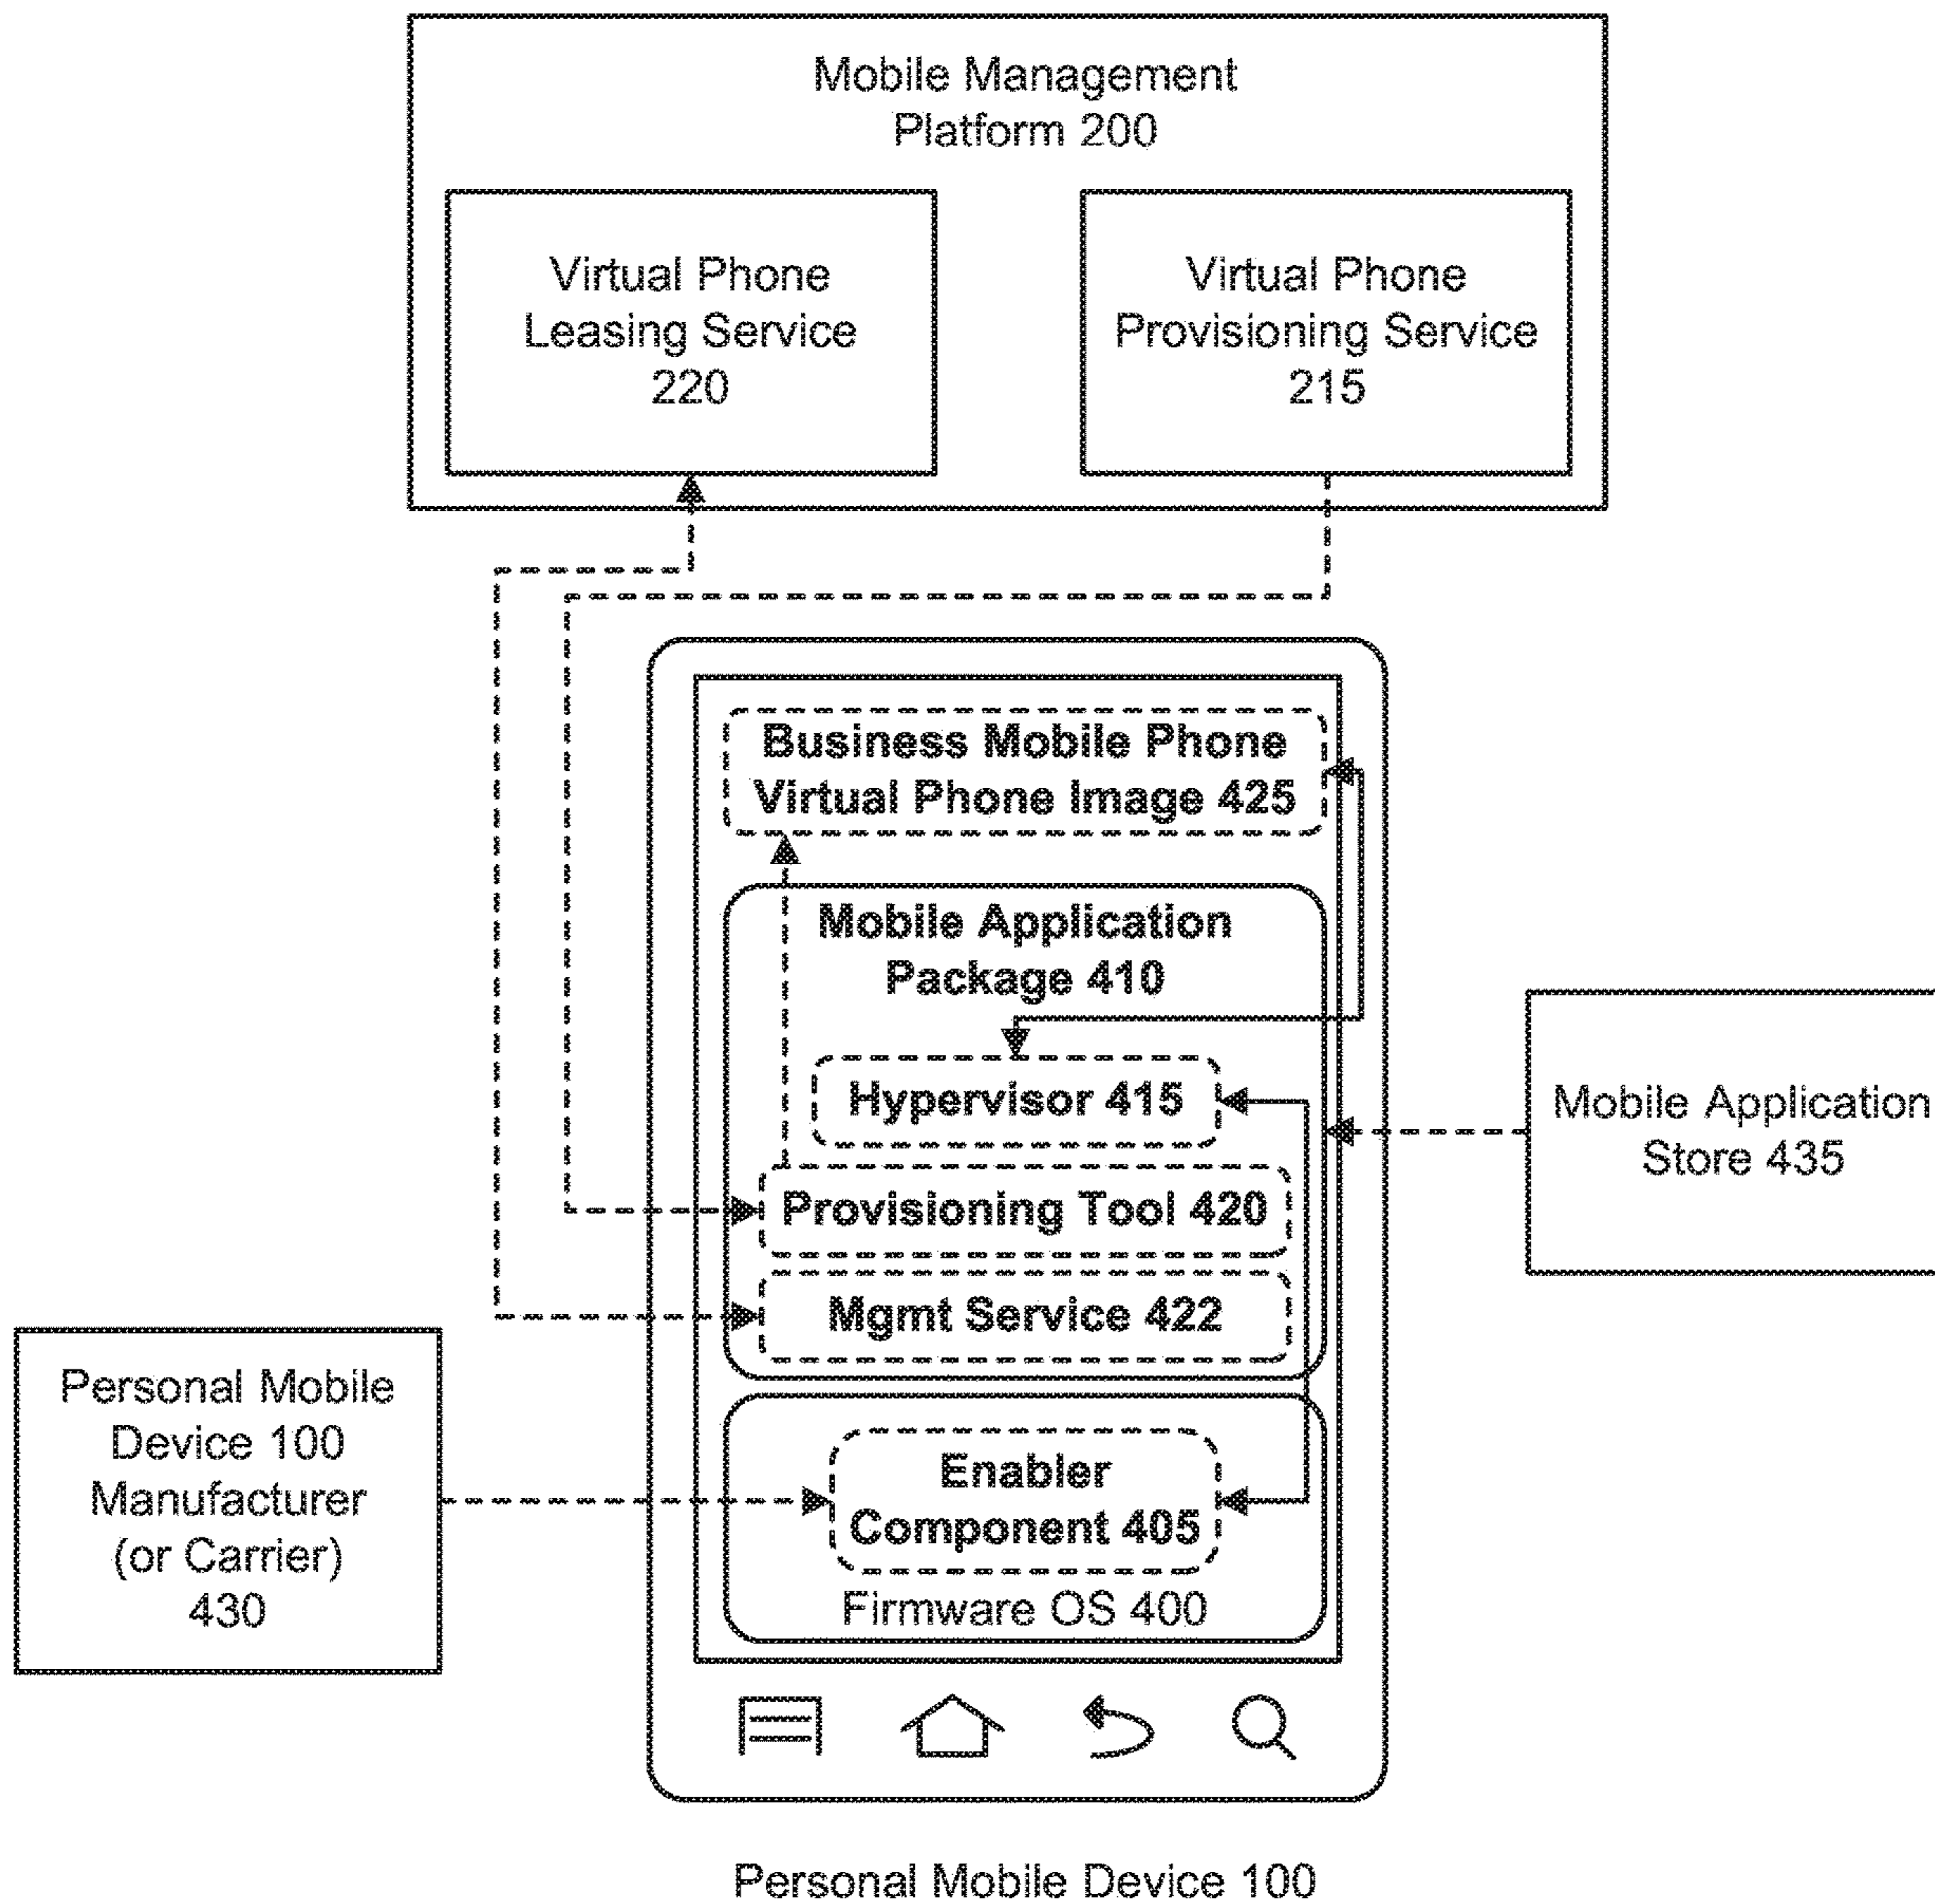 Mobile Management
Platform 200
Virtual Phone
Leasing Service
220
Virtual Phone
Provisioning Service
215
Business Mobile Phone
Virtual Phone Image 425
Mobile Application
Package 410
Hypervisor 415
Provisioning Tool 420
Mgmt Service 422
Mobile Application
Store 435
Personal Mobile
Device 100
Manufacturer
(or Carrier)
430
Enabler
Component 405
Firmware OS 400
Personal Mobile Device 100